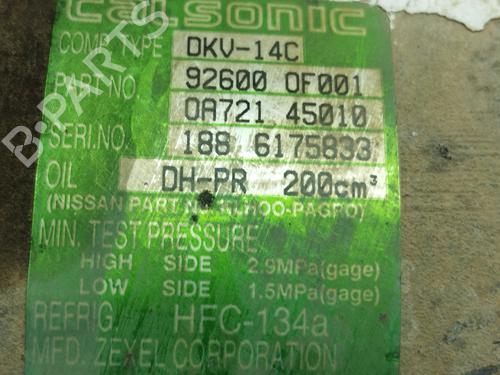 CALSONIC
COMP. TYPE DKV-14C
PART NO. 92600 0F001
0A721 45010
SERI.NO. 188 6175833
OIL DH-PR 200cm³
(NISSAN PART NO. KLHOO-PAGRO)
MIN. TEST PRESSURE
HIGH SIDE 2.9MPa(gage)
LOW SIDE 1.5MPa(gage)
REFRIG. HFC-134a
MFD. ZEXEL CORPORATION
B-PARTS